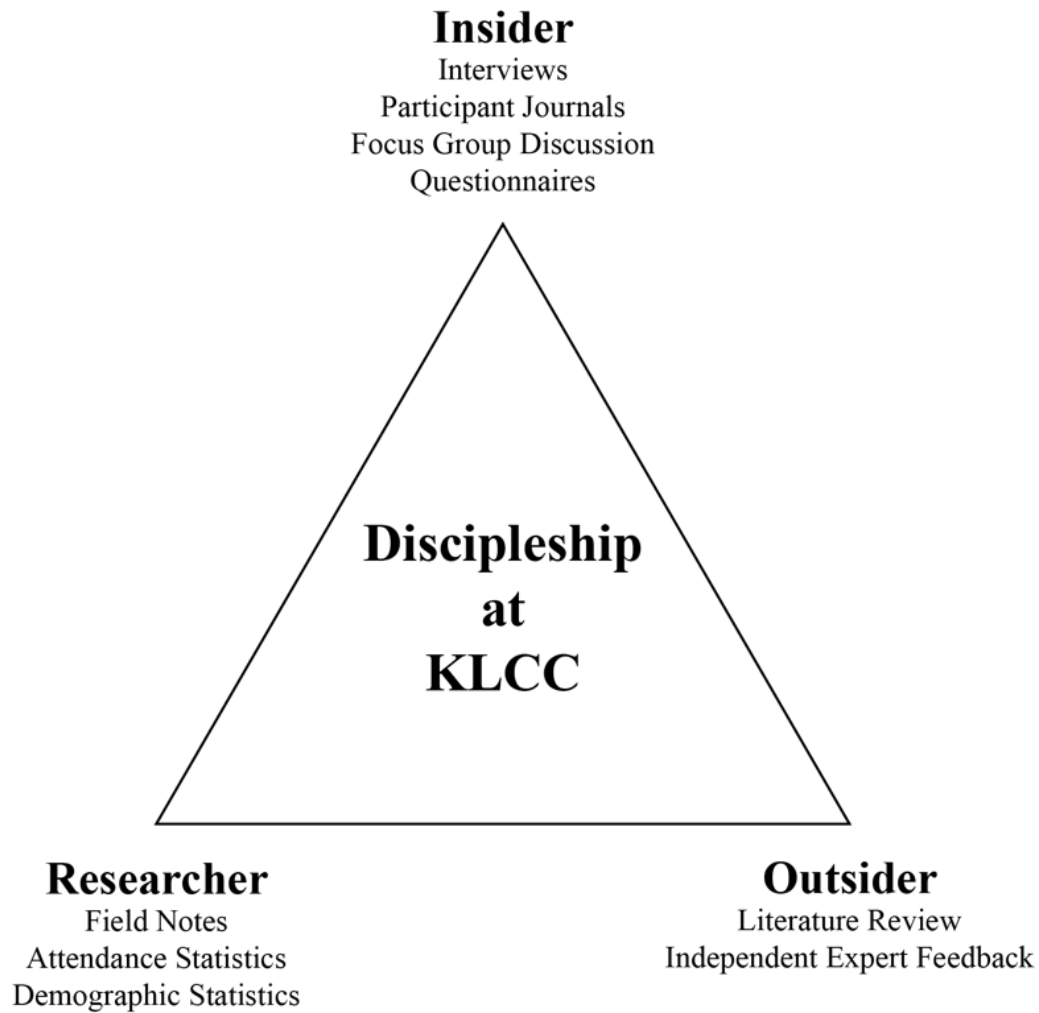 Insider
Interviews
Participant Journals
Focus Group Discussion
Questionnaires
Discipleship
at
KLCC
Researcher
Field Notes
Attendance Statistics
Demographic Statistics
Outsider
Literature Review
Independent Expert Feedback